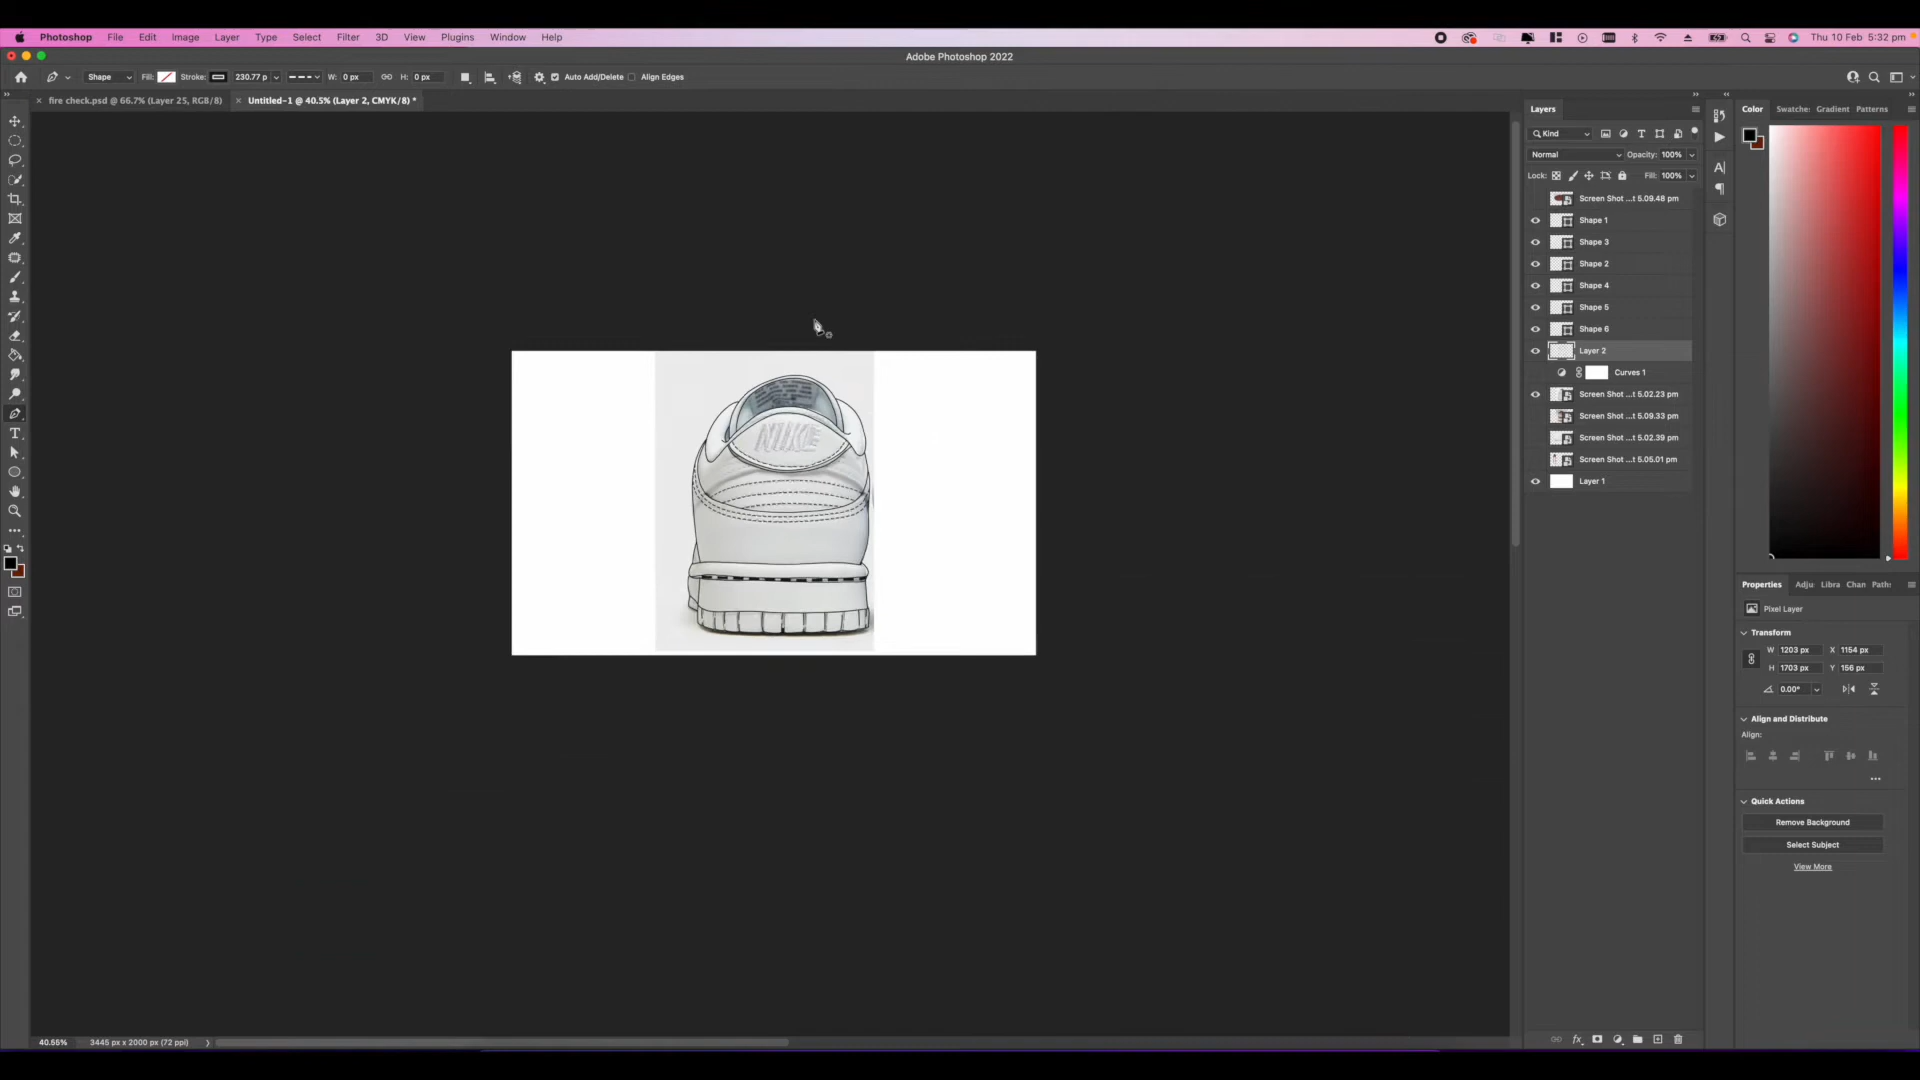 Photoshop File Edit Image Layer Type Select Filter 3D View Plugins Window Help Thu 10 Feb 5:32 pm
Adobe Photoshop 2022
Shape Fill: Stroke: 230.77 p W: 0 px H: 0 px Auto Add/Delete Align Edges
fire check.psd @ 66.7% (Layer 25, RGB/8) Untitled-1 @ 40.5% (Layer 2, CMYK/8) *
Layers
Kind
Normal Opacity: 100%
Lock: Fill: 100%
Screen Shot ...t 5.09.48 pm
Shape 1
Shape 3
Shape 2
Shape 4
Shape 5
Shape 6
Layer 2
Curves 1
Screen Shot ...t 5.02.23 pm
Screen Shot ...t 5.09.33 pm
Screen Shot ...t 5.02.39 pm
Screen Shot ...t 5.05.01 pm
Layer 1
Color Swatche: Gradient Patterns
NIKE
Properties Adju Libra Chan Path:
Pixel Layer
Transform
W 1203 px X 1154 px
H 1703 px Y 156 px
0.00°
Align and Distribute
Align:
Quick Actions
Remove Background
Select Subject
View More
40.55% 3445 px x 2000 px (72 ppi)